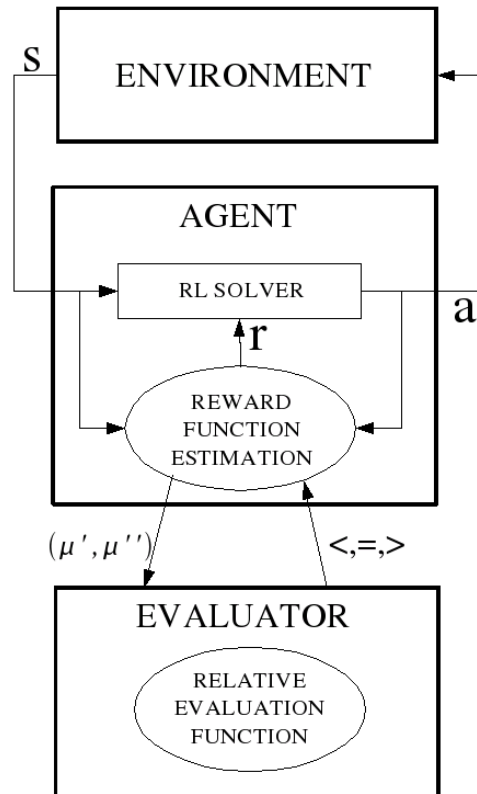 s
ENVIRONMENT
AGENT
RL SOLVER
a
r
REWARD
FUNCTION
ESTIMATION
(μ', μ'')
<,=,>
EVALUATOR
RELATIVE
EVALUATION
FUNCTION